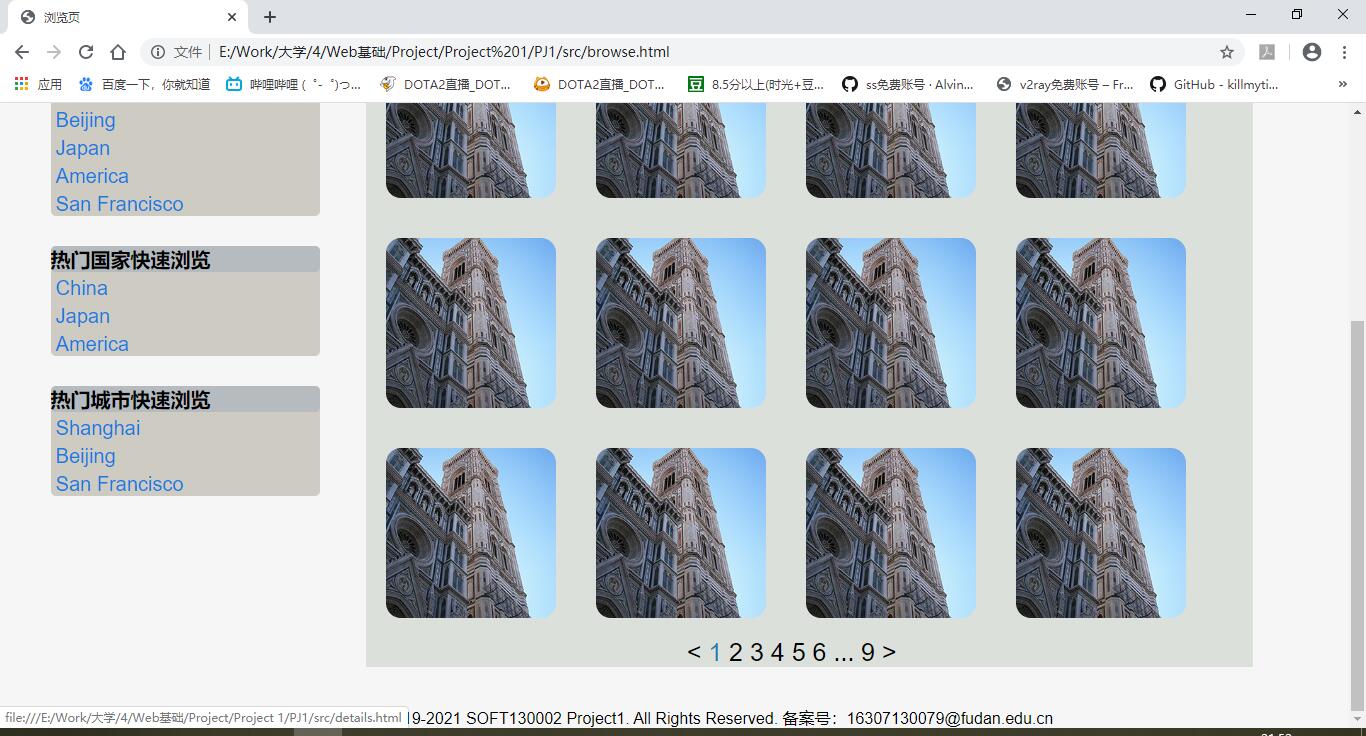 浏览页
文件 E:/Work/大学/4/Web基础/Project/Project%201/PJ1/src/browse.html
应用 百度一下，你就知道 哔哩哔哩 ( ゜- ゜)つ... DOTA2直播_DOT... DOTA2直播_DOT... 8.5分以上(时光+豆... ss免费账号 · Alvin... v2ray免费账号 – Fr... GitHub - killmyti... »
Beijing
Japan
America
San Francisco
热门国家快速浏览
China
Japan
America
热门城市快速浏览
Shanghai
Beijing
San Francisco
< 1 2 3 4 5 6 ... 9 >
19-2021 SOFT130002 Project1. All Rights Reserved. 备案号：16307130079@fudan.edu.cn
file:///E:/Work/大学/4/Web基础/Project/Project 1/PJ1/src/details.html